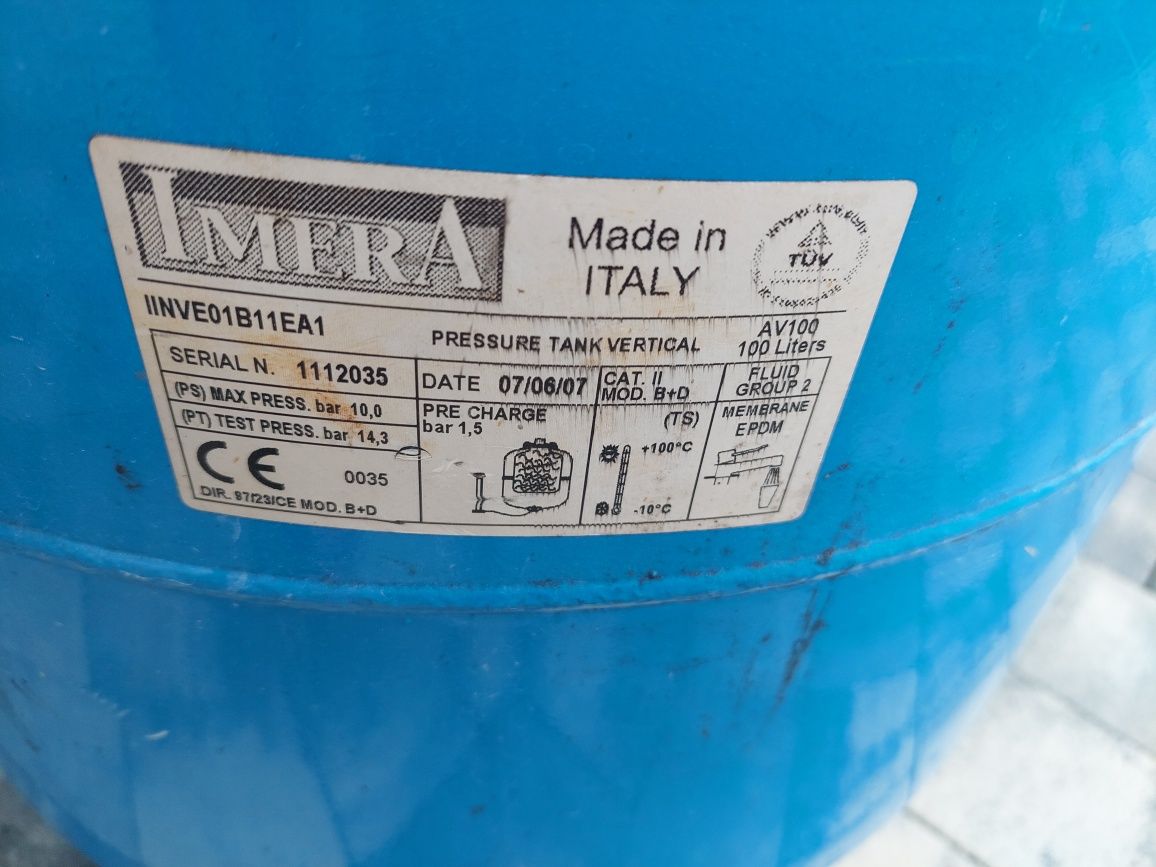 IMERA
Made in
ITALY
TÜV
IINVE01B11EA1
PRESSURE TANK VERTICAL
AV100
100 Liters
SERIAL N. 1112035
DATE 07/06/07
CAT. II
MOD. B+D
FLUID
GROUP 2
(PS) MAX PRESS. bar 10,0
(PT) TEST PRESS. bar 14,3
PRE CHARGE
bar 1,5
(TS)
+100°C
-10°C
MEMBRANE
EPDM
CE 0035
DIR. 97/23/CE MOD. B+D